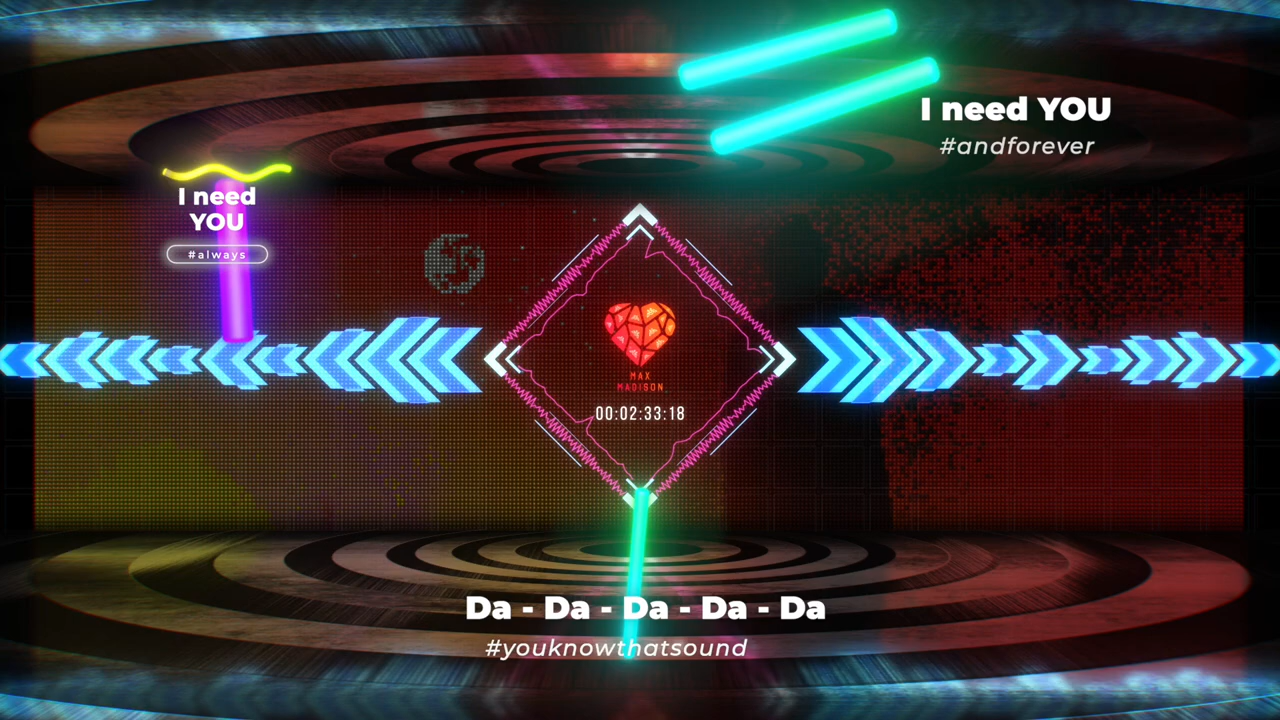 I need YOU
#andforever
I need
YOU
#always
MAX
MADISON
00:02:33:18
Da - Da - Da - Da - Da
#youknowthatsound